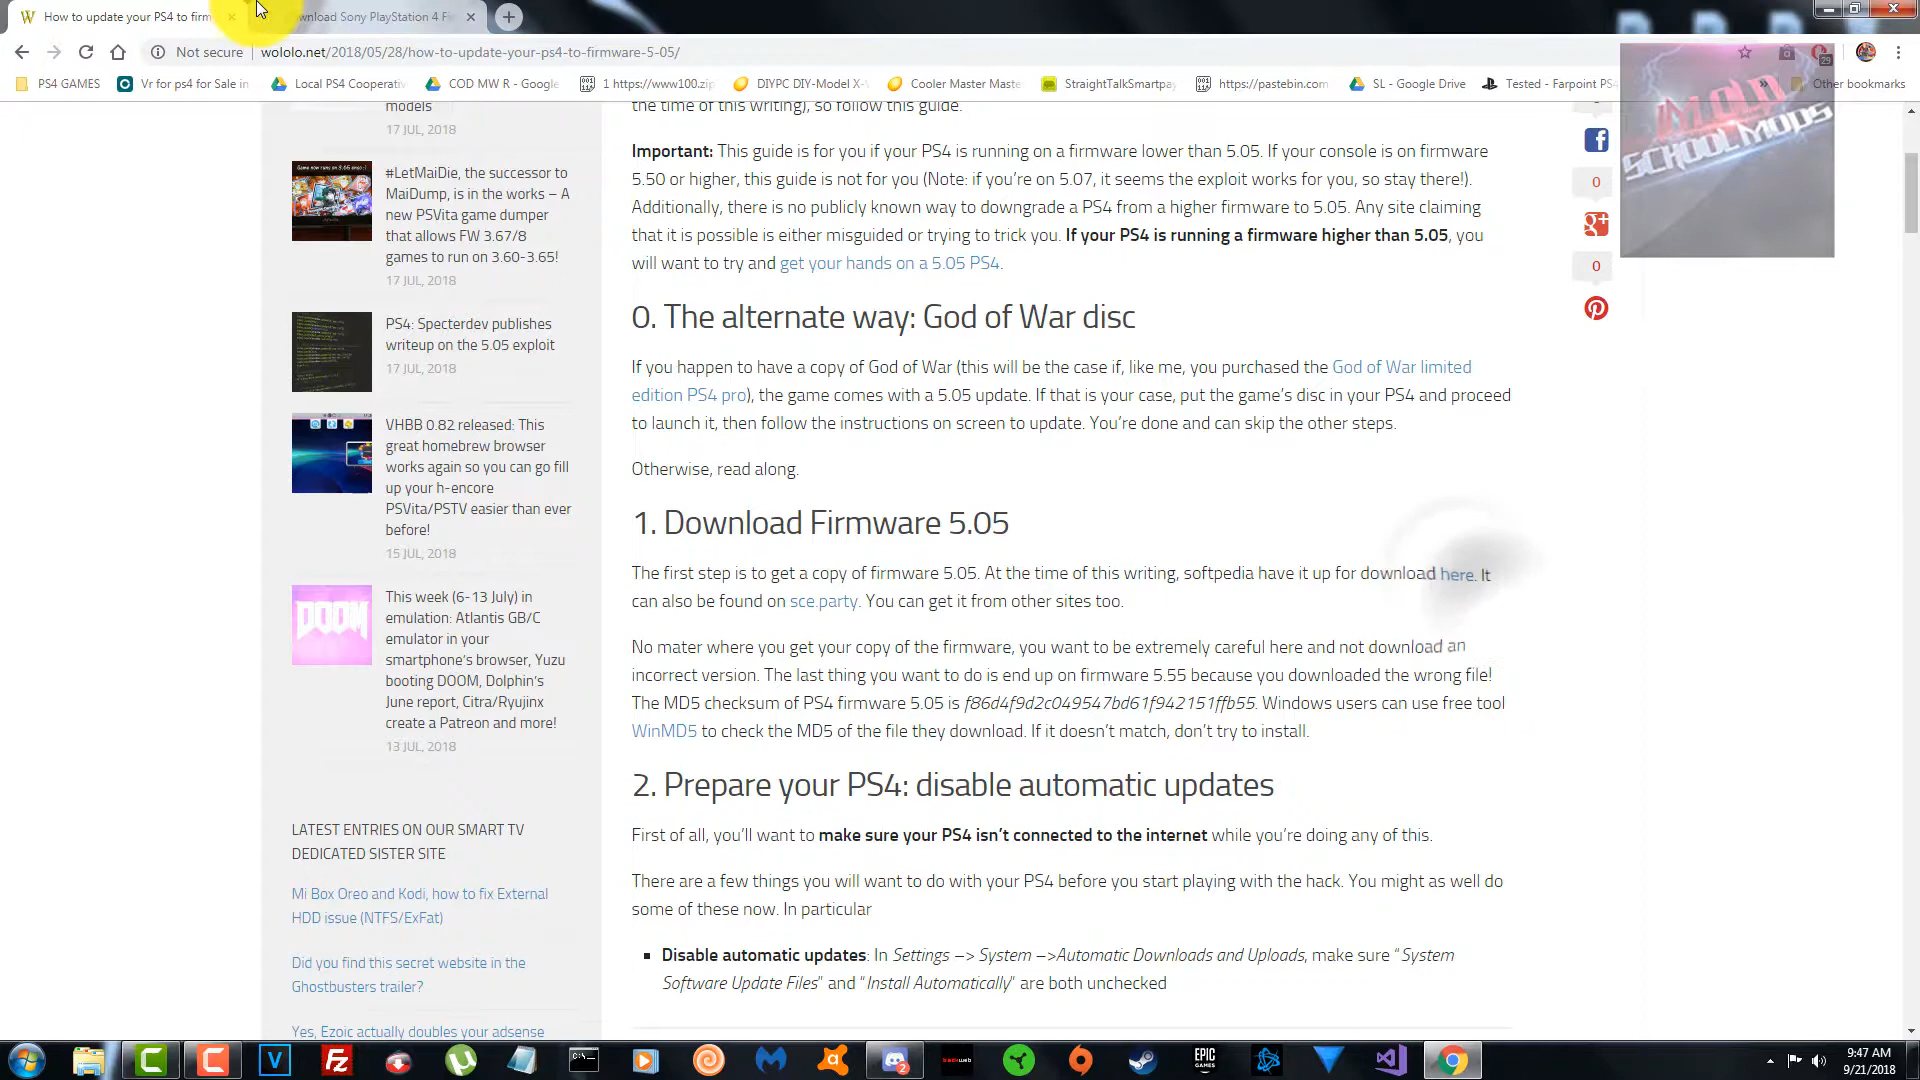 How to update your PS4 to firm
ownload Sony PlayStation 4 Fi
Not secure
wololo.net/2018/05/28/how-to-update-your-ps4-to-firmware-5-05/
29
PS4 GAMES
Vr for ps4 for Sale in
Local PS4 Cooperativ
COD MW R - Google
1 https://www100.zip
DIYPC DIY-Model X-
Cooler Master Maste
StraightTalkSmartpa
https://pastebin.com
SL - Google Drive
Tested - Farpoint PS4
»
Other bookmarks
OLD
SCHOOL MODS
models
17 JUL, 2018
#LetMaiDie, the successor to
MaiDump, is in the works – A
new PSVita game dumper
that allows FW 3.67/8
games to run on 3.60-3.65!
17 JUL, 2018
PS4: Specterdev publishes
writeup on the 5.05 exploit
17 JUL, 2018
VHBB 0.82 released: This
great homebrew browser
works again so you can go fill
up your h-encore
PSVita/PSTV easier than ever
before!
15 JUL, 2018
DOOM
This week (6-13 July) in
emulation: Atlantis GB/C
emulator in your
smartphone's browser, Yuzu
booting DOOM, Dolphin's
June report, Citra/Ryujinx
create a Patreon and more!
13 JUL, 2018
LATEST ENTRIES ON OUR SMART TV
DEDICATED SISTER SITE
Mi Box Oreo and Kodi, how to fix External
HDD issue (NTFS/ExFat)
Did you find this secret website in the
Ghostbusters trailer?
Yes, Ezoic actually doubles your adsense
the time of this writing), so follow this guide.
Important: This guide is for you if your PS4 is running on a firmware lower than 5.05. If your console is on firmware
5.50 or higher, this guide is not for you (Note: if you're on 5.07, it seems the exploit works for you, so stay there!).
Additionally, there is no publicly known way to downgrade a PS4 from a higher firmware to 5.05. Any site claiming
that it is possible is either misguided or trying to trick you. If your PS4 is running a firmware higher than 5.05, you
will want to try and get your hands on a 5.05 PS4.
0. The alternate way: God of War disc
If you happen to have a copy of God of War (this will be the case if, like me, you purchased the God of War limited
edition PS4 pro), the game comes with a 5.05 update. If that is your case, put the game's disc in your PS4 and proceed
to launch it, then follow the instructions on screen to update. You're done and can skip the other steps.
Otherwise, read along.
1. Download Firmware 5.05
The first step is to get a copy of firmware 5.05. At the time of this writing, softpedia have it up for download here. It
can also be found on sce.party. You can get it from other sites too.
No mater where you get your copy of the firmware, you want to be extremely careful here and not download an
incorrect version. The last thing you want to do is end up on firmware 5.55 because you downloaded the wrong file!
The MD5 checksum of PS4 firmware 5.05 is f86d4f9d2c049547bd61f942151ffb55. Windows users can use free tool
WinMD5 to check the MD5 of the file they download. If it doesn't match, don't try to install.
2. Prepare your PS4: disable automatic updates
First of all, you'll want to make sure your PS4 isn't connected to the internet while you're doing any of this.
There are a few things you will want to do with your PS4 before you start playing with the hack. You might as well do
some of these now. In particular
Disable automatic updates: In Settings –> System –>Automatic Downloads and Uploads, make sure "System
Software Update Files" and "Install Automatically" are both unchecked
0
0
9:47 AM
9/21/2018
EPIC
GAMES
2